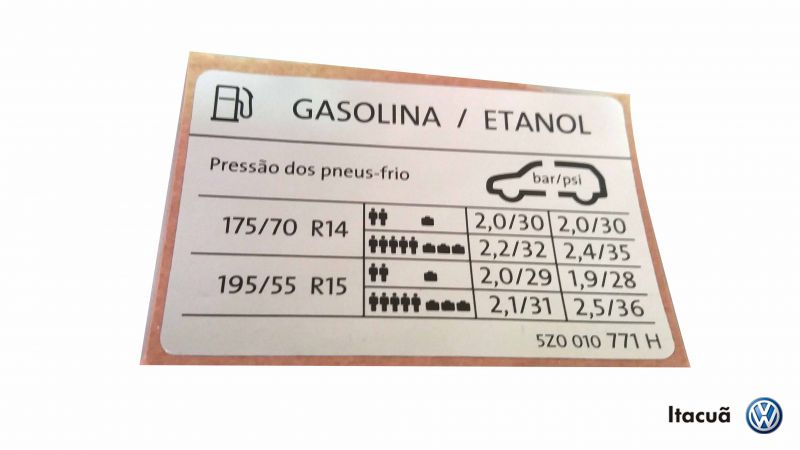 GASOLINA / ETANOL
Pressão dos pneus-frio
bar/psi
175/70 R14 2,0/30 2,0/30
2,2/32 2,4/35
195/55 R15 2,0/29 1,9/28
2,1/31 2,5/36
5Z0 010 771 H
Itacuã